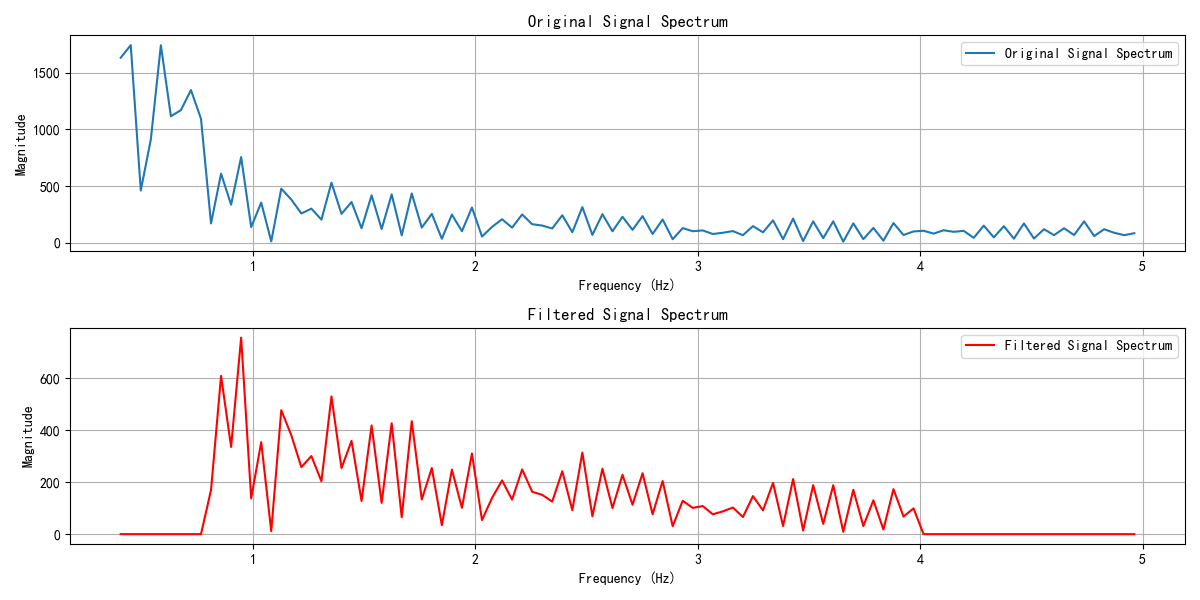 Original Signal Spectrum
Original Signal Spectrum
1500
1000
500
0
Magnitude
1 2 3 4 5
Frequency (Hz)
Filtered Signal Spectrum
Filtered Signal Spectrum
600
400
200
0
Magnitude
1 2 3 4 5
Frequency (Hz)